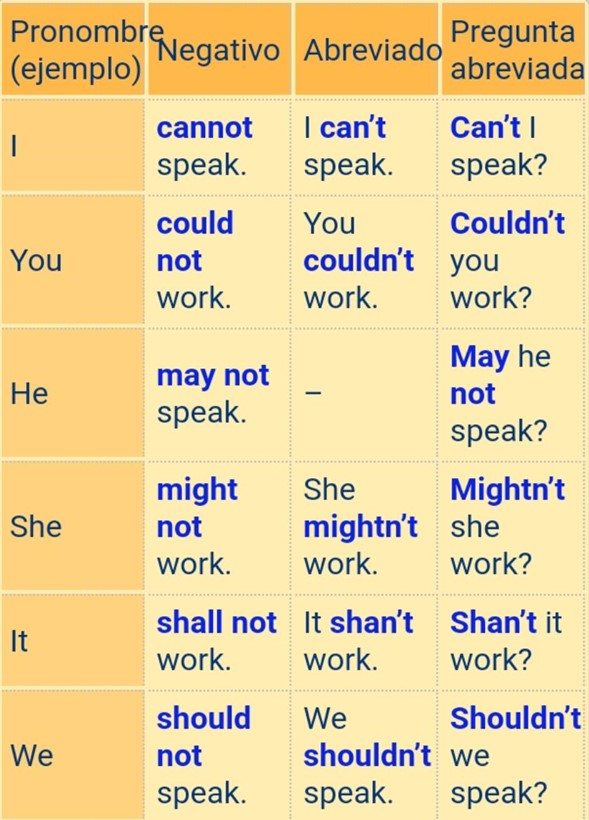 Pronombre
(ejemplo)
Negativo
Abreviado
Pregunta
abreviada
I
cannot
speak.
I can’t
speak.
Can’t I
speak?
You
could
not
work.
You
couldn’t
work.
Couldn’t
you
work?
He
may not
speak.
–
May he
not
speak?
She
might
not
work.
She
mightn’t
work.
Mightn’t
she
work?
It
shall not
work.
It shan’t
work.
Shan’t it
work?
We
should
not
speak.
We
shouldn’t
speak.
Shouldn’t
we
speak?